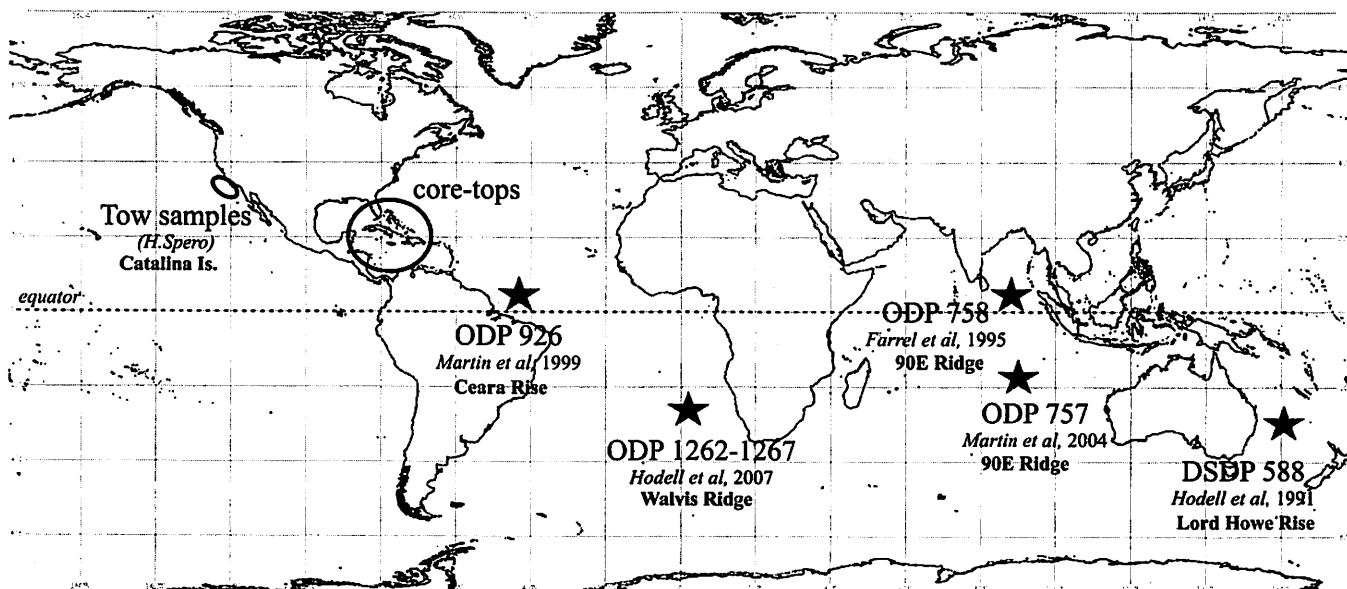 core-tops
Tow samples
(H.Spero)
Catalina Is.
equator
ODP 926
Martin et al, 1999
Ceara Rise
ODP 758
Farrel et al, 1995
90E Ridge
ODP 757
Martin et al, 2004
90E Ridge
ODP 1262-1267
Hodell et al, 2007
Walvis Ridge
DSDP 588
Hodell et al, 1991
Lord Howe Rise